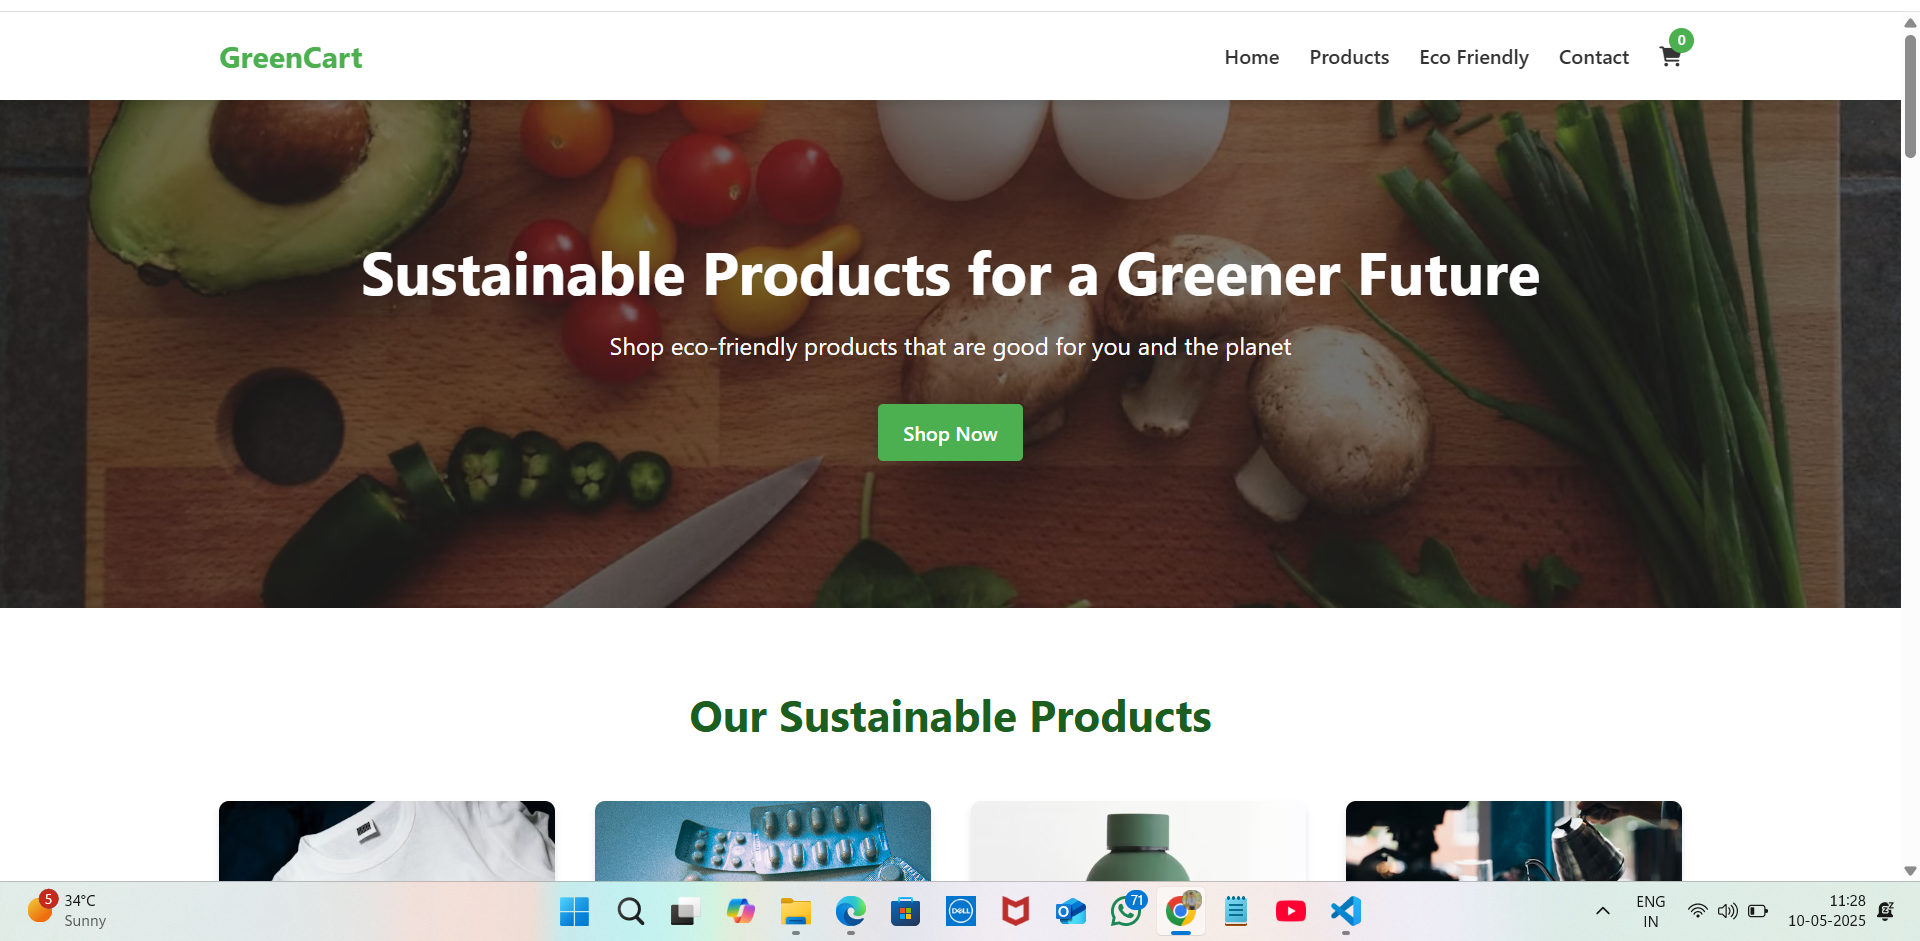 GreenCart
Home Products Eco Friendly Contact 0
Sustainable Products for a Greener Future
Shop eco-friendly products that are good for you and the planet
Shop Now
Our Sustainable Products
5
34°C
Sunny
DELL
71
ENG
IN
11:28
10-05-2025